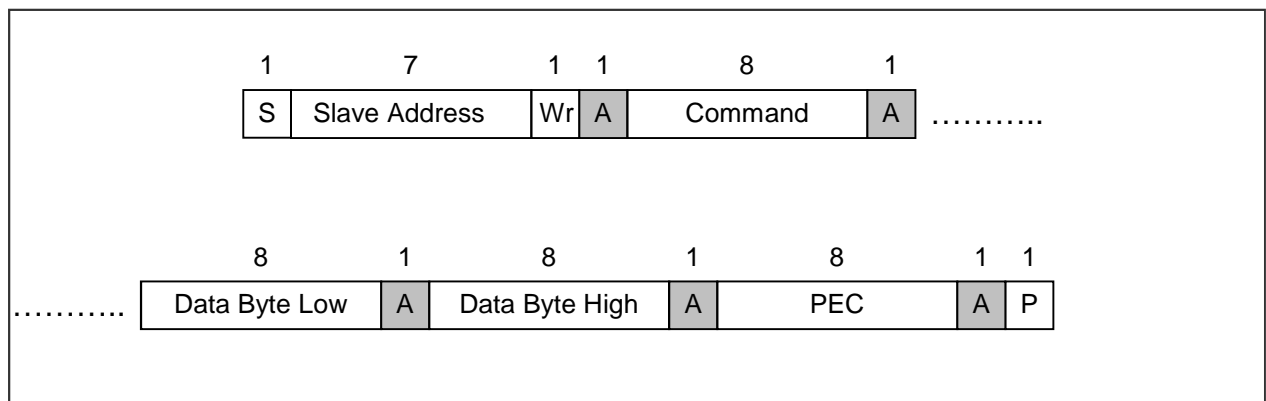 1 7 1 1 8 1
S Slave Address Wr A Command A ………..
8 1 8 1 8 1 1
……….. Data Byte Low A Data Byte High A PEC A P